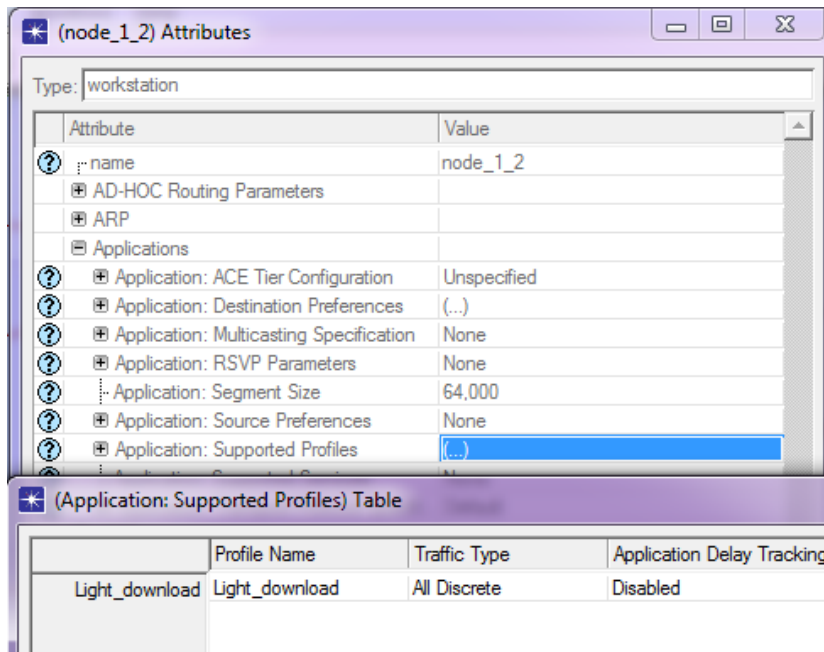 (node_1_2) Attributes
Type: workstation
Attribute Value
name node_1_2
AD-HOC Routing Parameters
ARP
Applications
Application: ACE Tier Configuration Unspecified
Application: Destination Preferences (...)
Application: Multicasting Specification None
Application: RSVP Parameters None
Application: Segment Size 64,000
Application: Source Preferences None
Application: Supported Profiles (...)
(Application: Supported Profiles) Table
Profile Name Traffic Type Application Delay Tracking
Light_download Light_download All Discrete Disabled